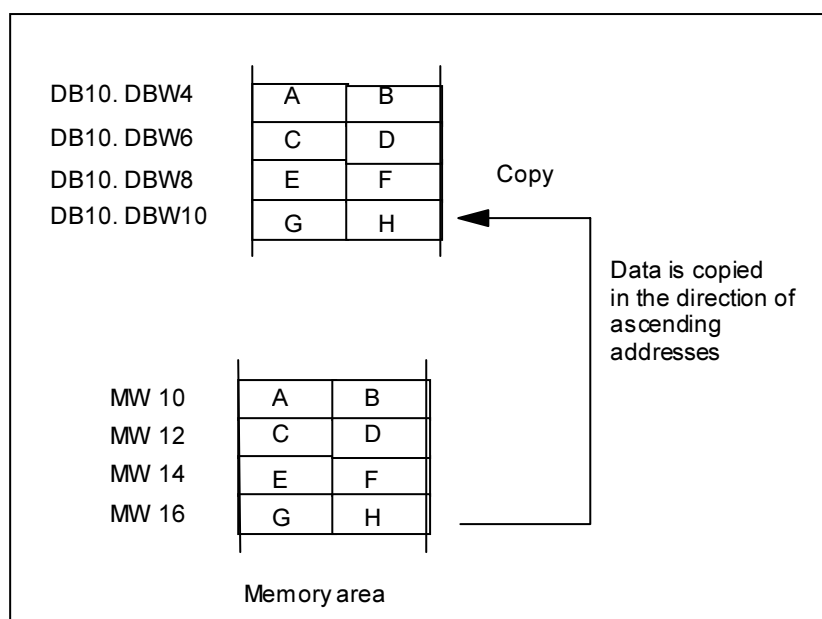 DB10. DBW4 A B
DB10. DBW6 C D
DB10. DBW8 E F
DB10. DBW10 G H
Copy
Data is copied
in the direction of
ascending
addresses
MW 10 A B
MW 12 C D
MW 14 E F
MW 16 G H
Memory area